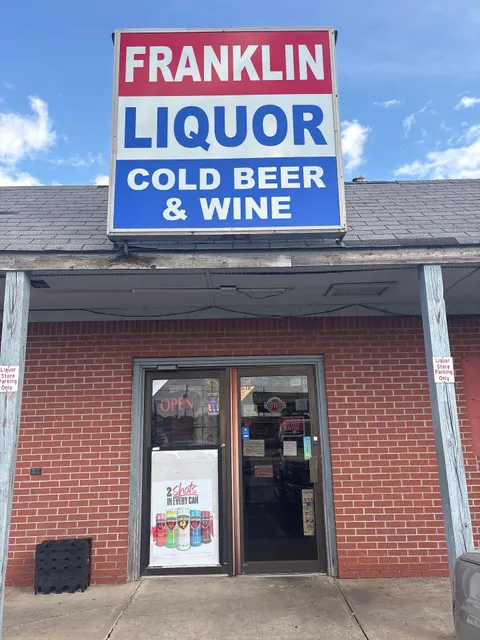 FRANKLIN
LIQUOR
COLD BEER
& WINE
Liquor
Store
Parking
Only
Liquor
Store
Parking
Only
OPEN
2 Shots
IN EVERY CAN